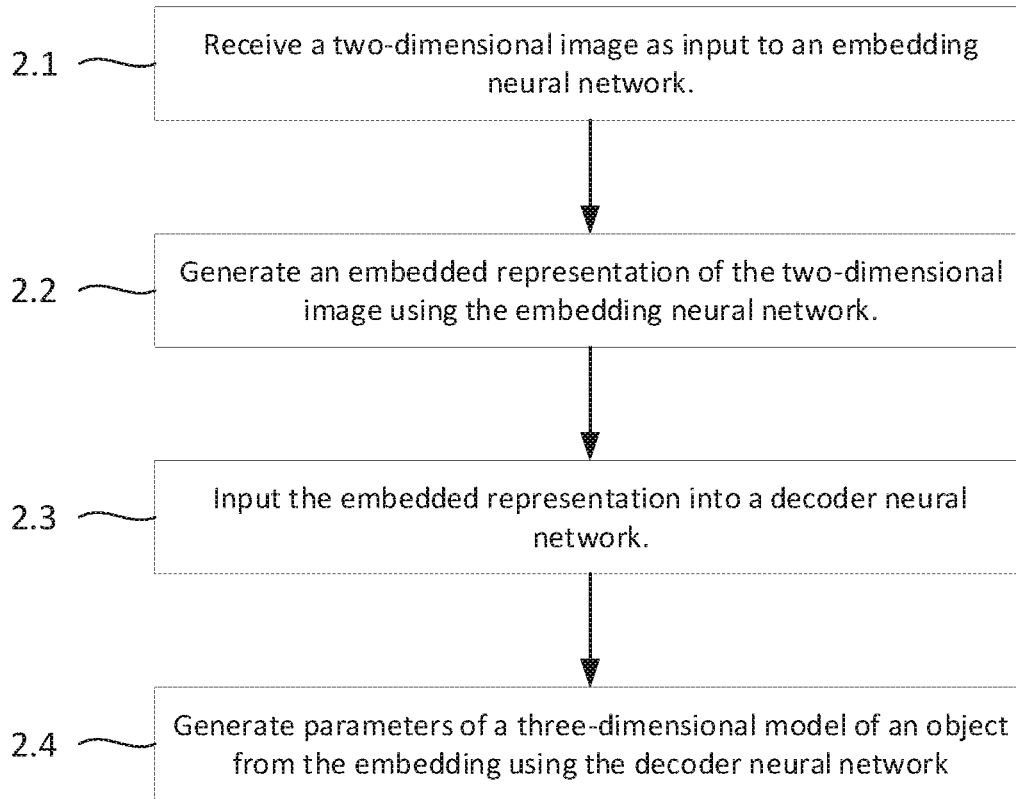 2.1
Receive a two-dimensional image as input to an embedding
neural network.
2.2
Generate an embedded representation of the two-dimensional
image using the embedding neural network.
2.3
Input the embedded representation into a decoder neural
network.
2.4
Generate parameters of a three-dimensional model of an object
from the embedding using the decoder neural network